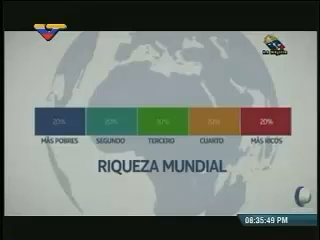 20% 20% 20% 20% 20%
MÁS POBRES SEGUNDO TERCERO CUARTO MÁS RICOS
RIQUEZA MUNDIAL
08:35:49 PM